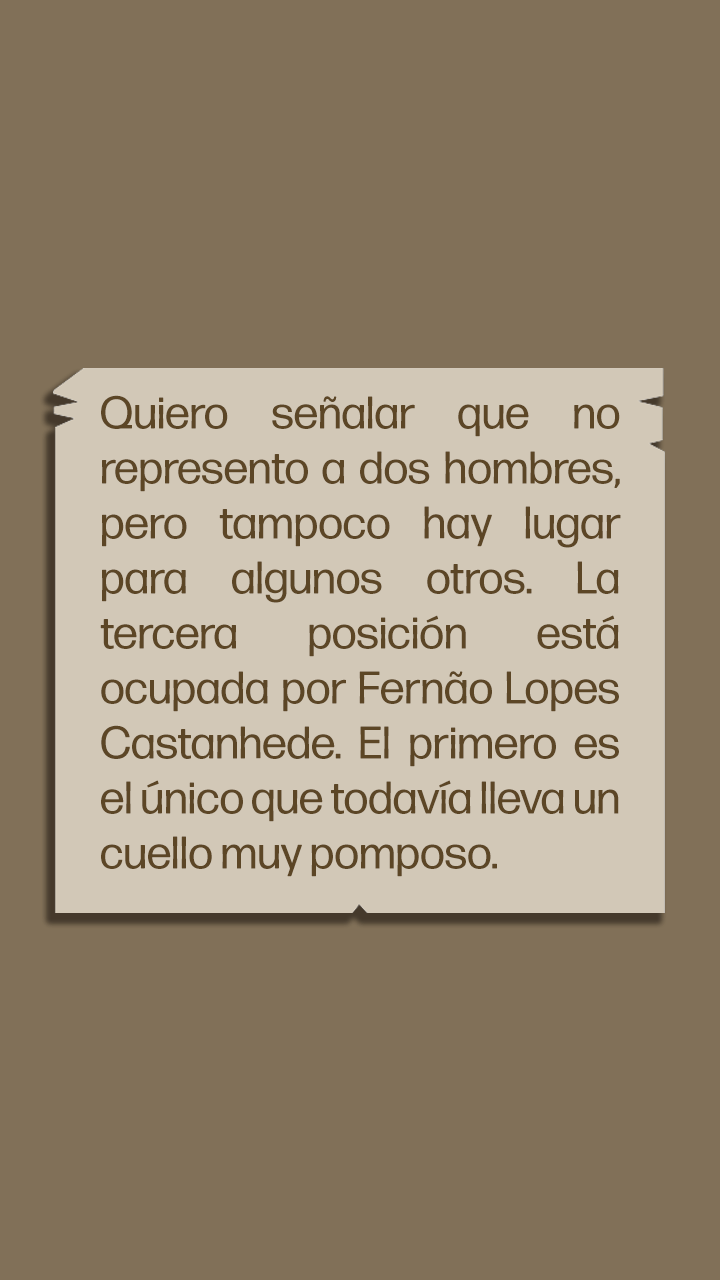 Quiero señalar que no
represento a dos hombres,
pero tampoco hay lugar
para algunos otros. La
tercera posición está
ocupada por Fernão Lopes
Castanhede. El primero es
el único que todavía lleva un
cuello muy pomposo.